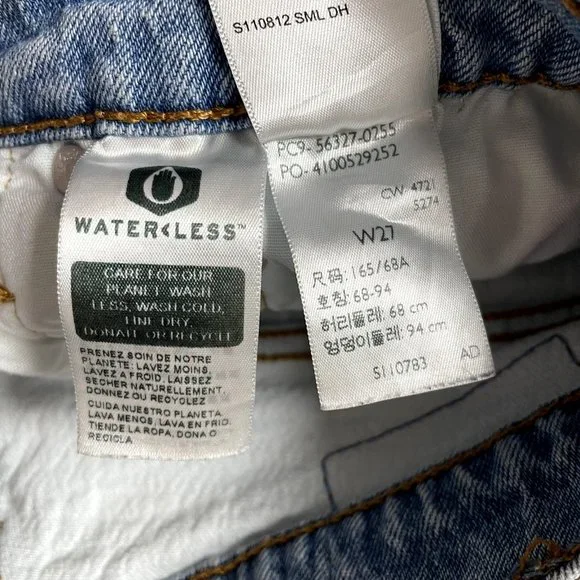 S110812 SML DH
PC9- 56327-0255
PO- 4100529252
CW 4721
5274
W27
尺码: 165/68A
호칭: 68-94
허리둘레: 68 cm
엉덩이둘레: 94 cm
S110783 AD
WATER<LESS™
CARE FOR OUR
PLANET WASH
LESS, WASH COLD,
LINE DRY,
DONATE OR RECYCLE
PRENEZ SOIN DE NOTRE
PLANÈTE: LAVEZ MOINS,
LAVEZ A FROID, LAISSEZ
SECHER NATURELLEMENT,
DONNEZ OU RECYCLEZ
CUIDA NUESTRO PLANETA
LAVA MENOS, LAVA EN FRIO,
TIENDE LA ROPA, DONA O
RECICLA